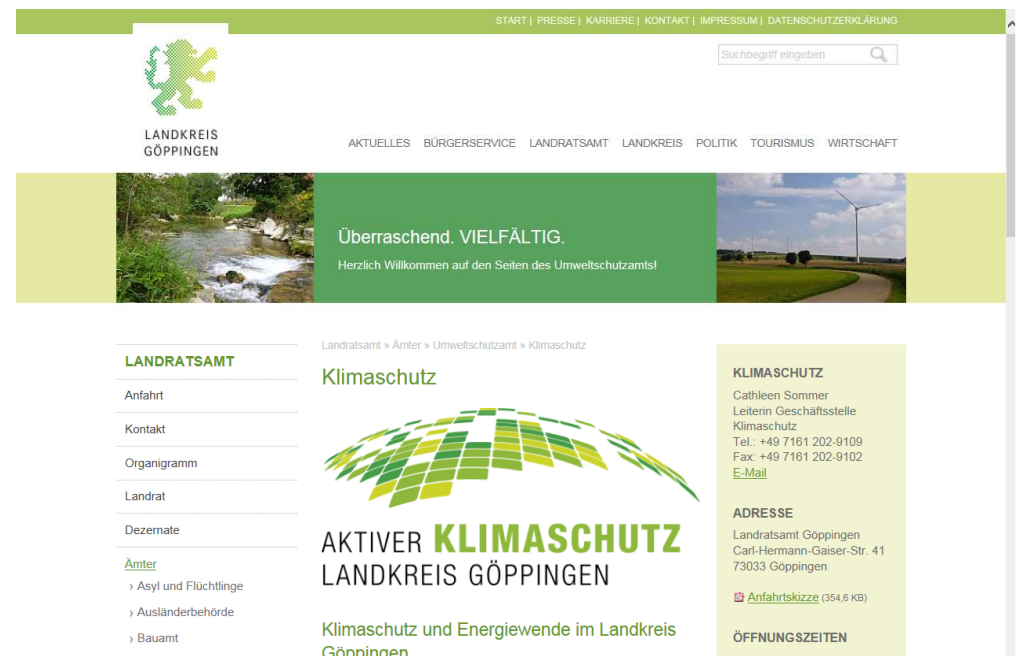 START | PRESSE | KARRIERE | KONTAKT | IMPRESSUM | DATENSCHUTZERKLÄRUNG
Suchbegriff eingeben
LANDKREIS
GÖPPINGEN
AKTUELLES BÜRGERSERVICE LANDRATSAMT LANDKREIS POLITIK TOURISMUS WIRTSCHAFT
Überraschend. VIELFÄLTIG.
Herzlich Willkommen auf den Seiten des Umweltschutzamts!
LANDRATSAMT
Anfahrt
Kontakt
Organigramm
Landrat
Dezernate
Ämter
› Asyl und Flüchtlinge
› Ausländerbehörde
› Bauamt
Landratsamt » Ämter » Umweltschutzamt » Klimaschutz
Klimaschutz
AKTIVER KLIMASCHUTZ
LANDKREIS GÖPPINGEN
Klimaschutz und Energiewende im Landkreis
Göppingen
KLIMASCHUTZ
Cathleen Sommer
Leiterin Geschäftsstelle
Klimaschutz
Tel.: +49 7161 202-9109
Fax: +49 7161 202-9102
E-Mail
ADRESSE
Landratsamt Göppingen
Carl-Hermann-Gaiser-Str. 41
73033 Göppingen
Anfahrtskizze (354,6 KB)
ÖFFNUNGSZEITEN